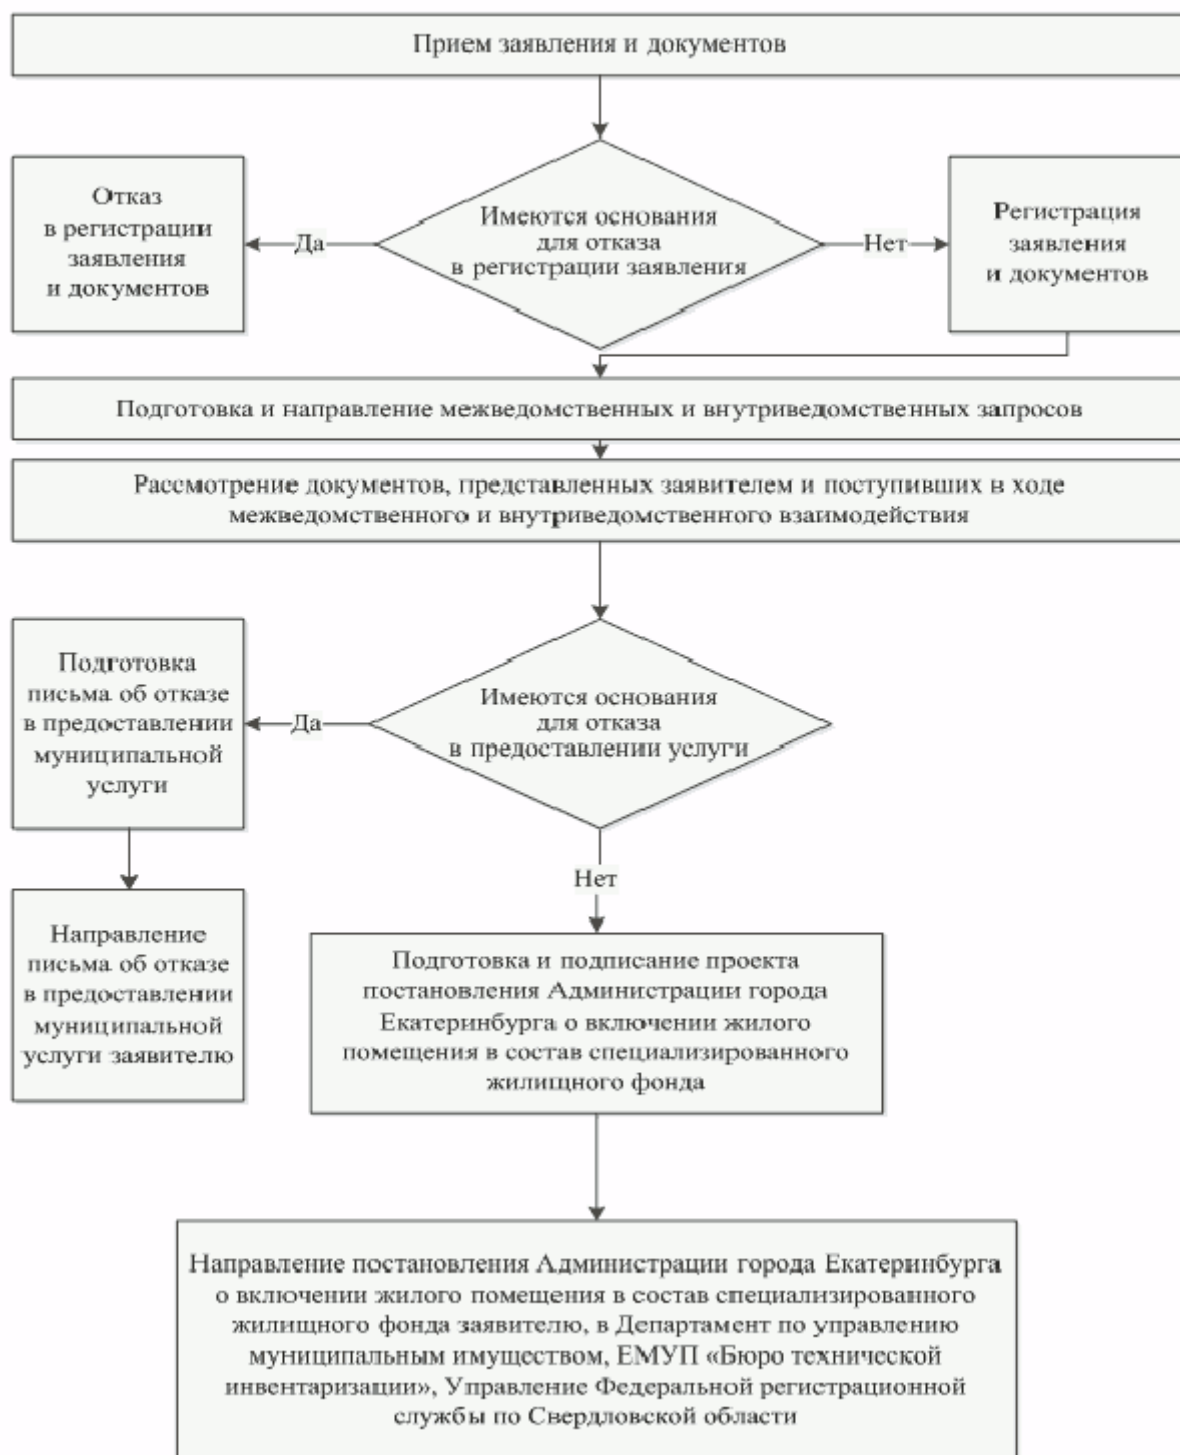 Прием заявления и документов
Отказ
в регистрации
заявления
и документов
Да
Имеются основания
для отказа
в регистрации заявления
Нет
Регистрация
заявления
и документов
Подготовка и направление межведомственных и внутриведомственных запросов
Рассмотрение документов, представленных заявителем и поступивших в ходе
межведомственного и внутриведомственного взаимодействия
Подготовка
письма об отказе
в предоставлении
муниципальной
услуги
Да
Имеются основания
для отказа
в предоставлении услуги
Нет
Направление
письма об отказе
в предоставлении
муниципальной
услуги заявителю
Подготовка и подписание проекта
постановления Администрации города
Екатеринбурга о включении жилого
помещения в состав специализированного
жилищного фонда
Направление постановления Администрации города Екатеринбурга
о включении жилого помещения в состав специализированного
жилищного фонда заявителю, в Департамент по управлению
муниципальным имуществом, ЕМУП «Бюро технической
инвентаризации», Управление Федеральной регистрационной
службы по Свердловской области